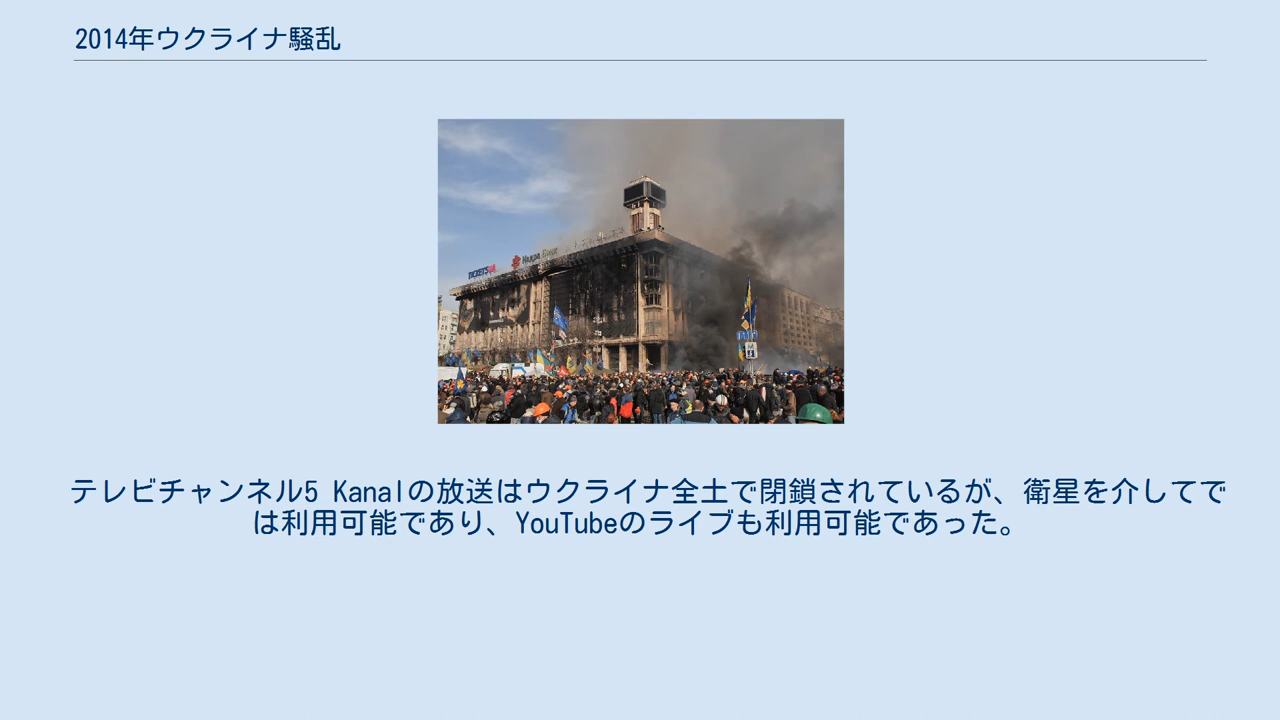 2014年ウクライナ騒乱
TICKETS.UA
Надра Банк
テレビチャンネル5 Kanalの放送はウクライナ全土で閉鎖されているが、衛星を介してで
は利用可能であり、YouTubeのライブも利用可能であった。